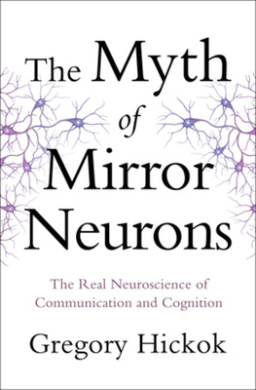 The Myth
of
Mirror
Neurons
The Real Neuroscience of
Communication and Cognition
Gregory Hickok